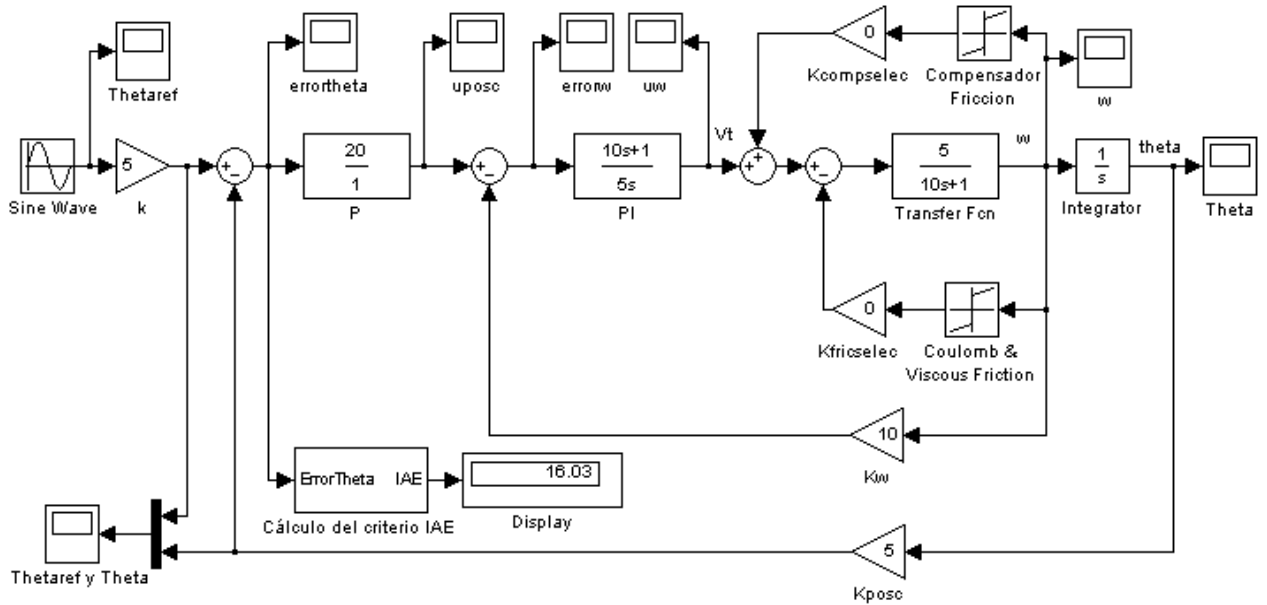 Thetaref
errortheta
uposc
errorw
uw
0
Kcompselec
Compensador
Friccion
w
Sine Wave
5
k
20
1
P
10s+1
5s
PI
Vt
5
10s+1
Transfer Fcn
w
1
s
Integrator
theta
Theta
0
Kfricselec
Coulomb &
Viscous Friction
10
Kw
ErrorTheta IAE
Cálculo del criterio IAE
16.03
Display
Thetaref y Theta
5
Kposc